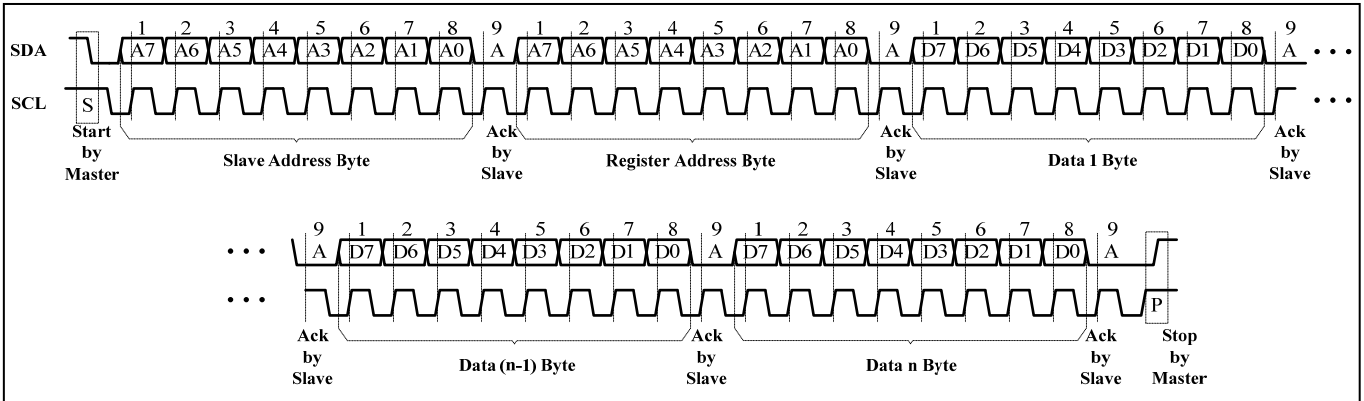 1 2 3 4 5 6 7 8 9 1 2 3 4 5 6 7 8 9 1 2 3 4 5 6 7 8 9
SDA A7 A6 A5 A4 A3 A2 A1 A0 A A7 A6 A5 A4 A3 A2 A1 A0 A D7 D6 D5 D4 D3 D2 D1 D0 A • • •
SCL S • • •
Start by Master
Slave Address Byte
Ack by Slave
Register Address Byte
Ack by Slave
Data 1 Byte
Ack by Slave
9 1 2 3 4 5 6 7 8 9 1 2 3 4 5 6 7 8 9
• • • A D7 D6 D5 D4 D3 D2 D1 D0 A D7 D6 D5 D4 D3 D2 D1 D0 A
• • • P
Ack by Slave
Data (n-1) Byte
Ack by Slave
Data n Byte
Ack by Slave
Stop by Master